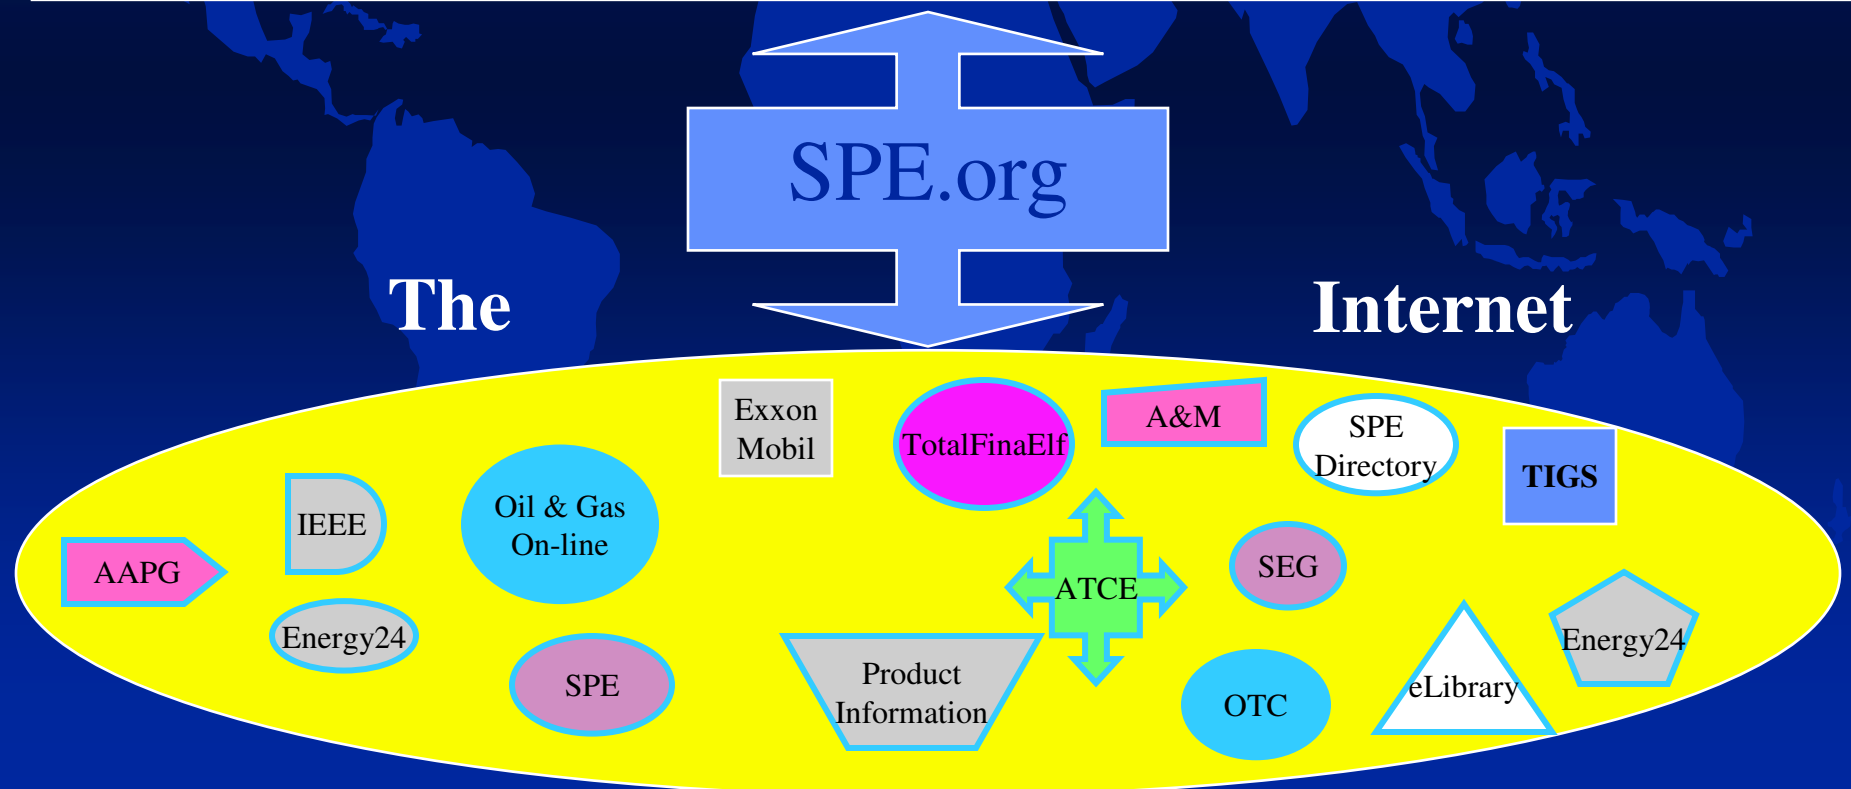 SPE.org
The Internet
Exxon
Mobil
TotalFinaElf
A&M
SPE
Directory
TIGS
IEEE
Oil & Gas
On-line
AAPG
ATCE
SEG
Energy24
SPE
Product
Information
OTC
eLibrary
Energy24